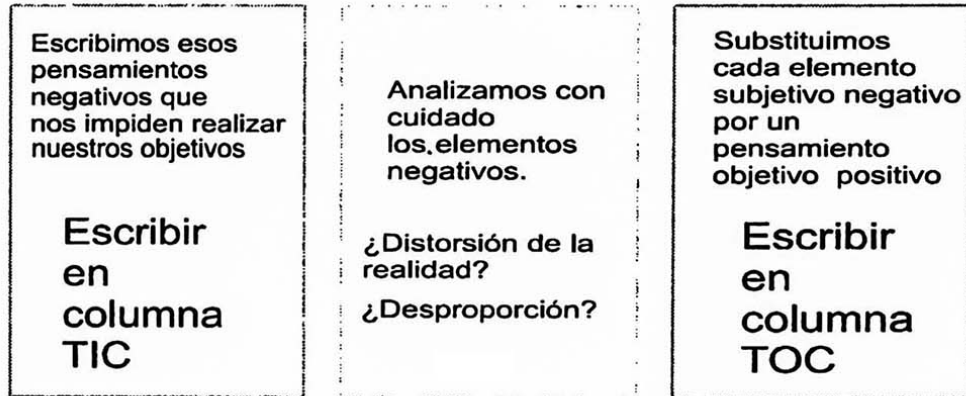 Escribimos esos
pensamientos
negativos que
nos impiden realizar
nuestros objetivos
Escribir
en
columna
TIC
Analizamos con
cuidado
los.elementos
negativos.
¿Distorsión de la
realidad?
¿Desproporción?
Substituimos
cada elemento
subjetivo negativo
por un
pensamiento
objetivo positivo
Escribir
en
columna
TOC